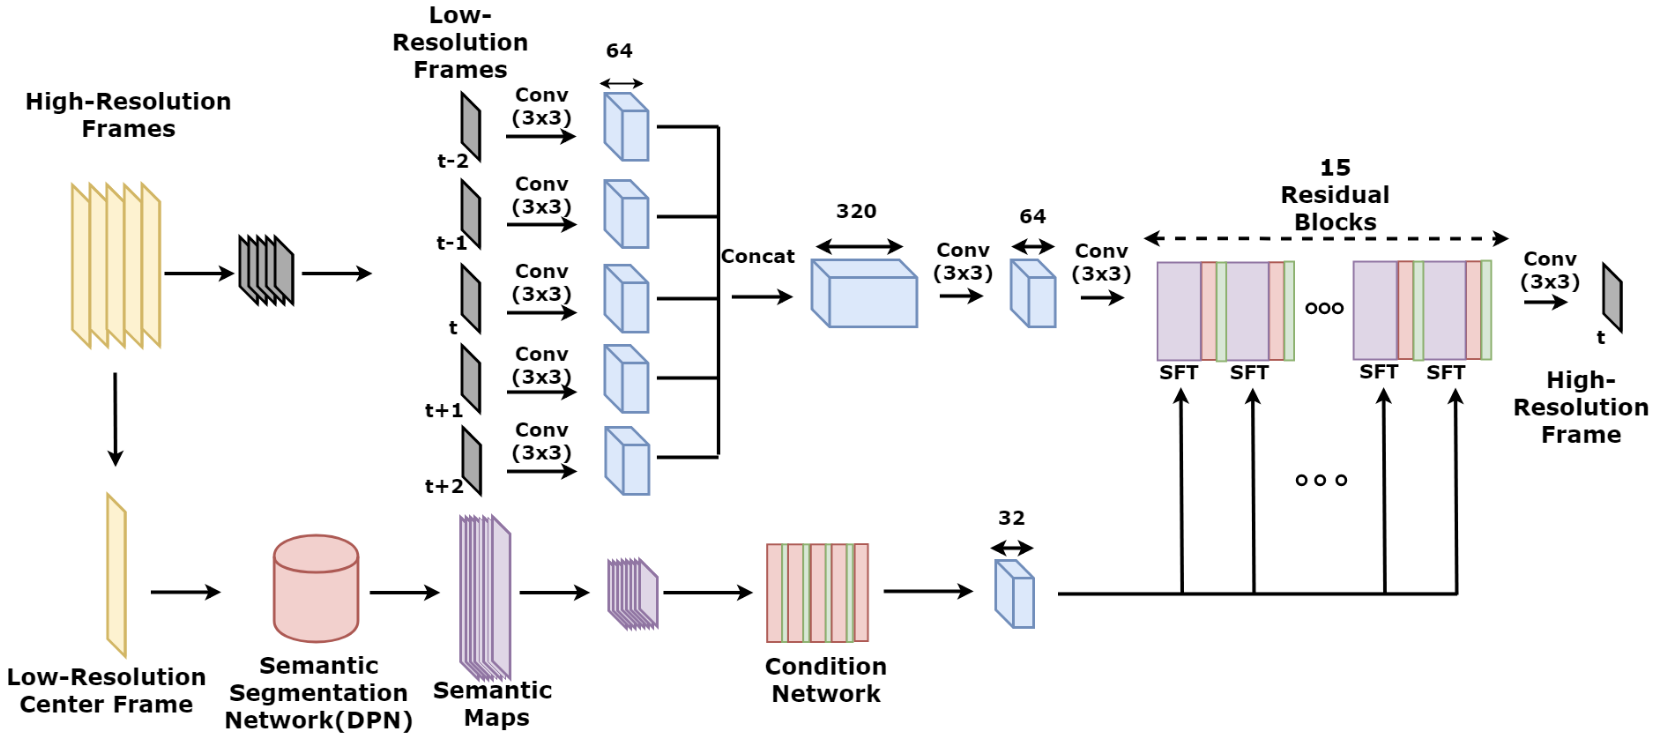 High-Resolution
Frames
Low-
Resolution
Frames
t-2
t-1
t
t+1
t+2
Conv
(3x3)
Conv
(3x3)
Conv
(3x3)
Conv
(3x3)
Conv
(3x3)
64
Concat
320
Conv
(3x3)
64
Conv
(3x3)
15
Residual
Blocks
SFT
SFT
SFT
SFT
Conv
(3x3)
t
High-
Resolution
Frame
Low-Resolution
Center Frame
Semantic
Segmentation
Network(DPN)
Semantic
Maps
Condition
Network
32